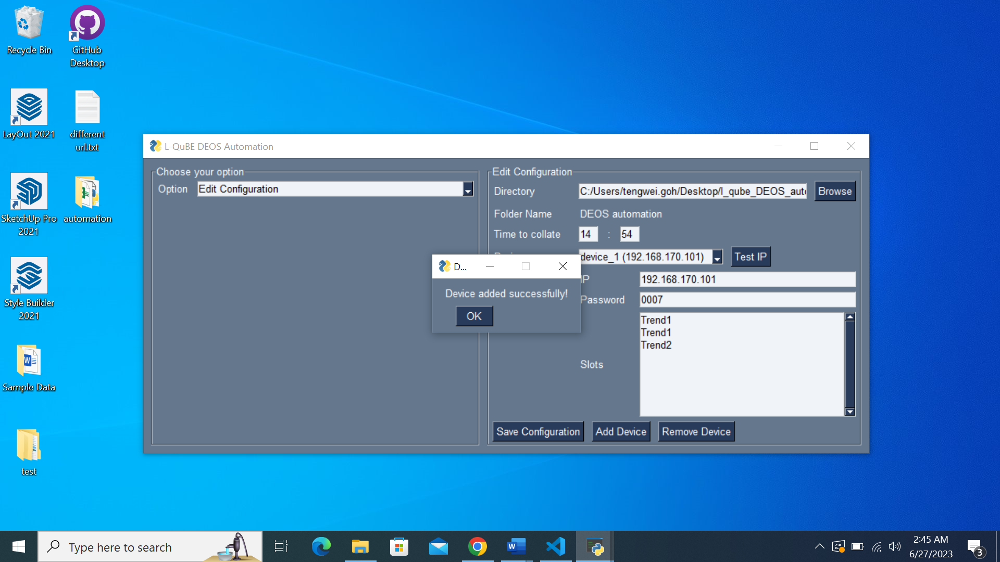 Recycle Bin
GitHub
Desktop
LayOut 2021
different
url.txt
SketchUp Pro
2021
automation
Style Builder
2021
Sample Data
test
L-QuBE DEOS Automation
Choose your option
Option
Edit Configuration
Edit Configuration
Directory
C:/Users/tengwei.goh/Desktop/l_qube_DEOS_aut
Browse
Folder Name
DEOS automation
Time to collate
14 : 54
device_1 (192.168.170.101)
Test IP
IP
192.168.170.101
Password
0007
Slots
Trend1
Trend1
Trend2
Save Configuration
Add Device
Remove Device
D...
Device added successfully!
OK
Type here to search
2:45 AM
6/27/2023
3